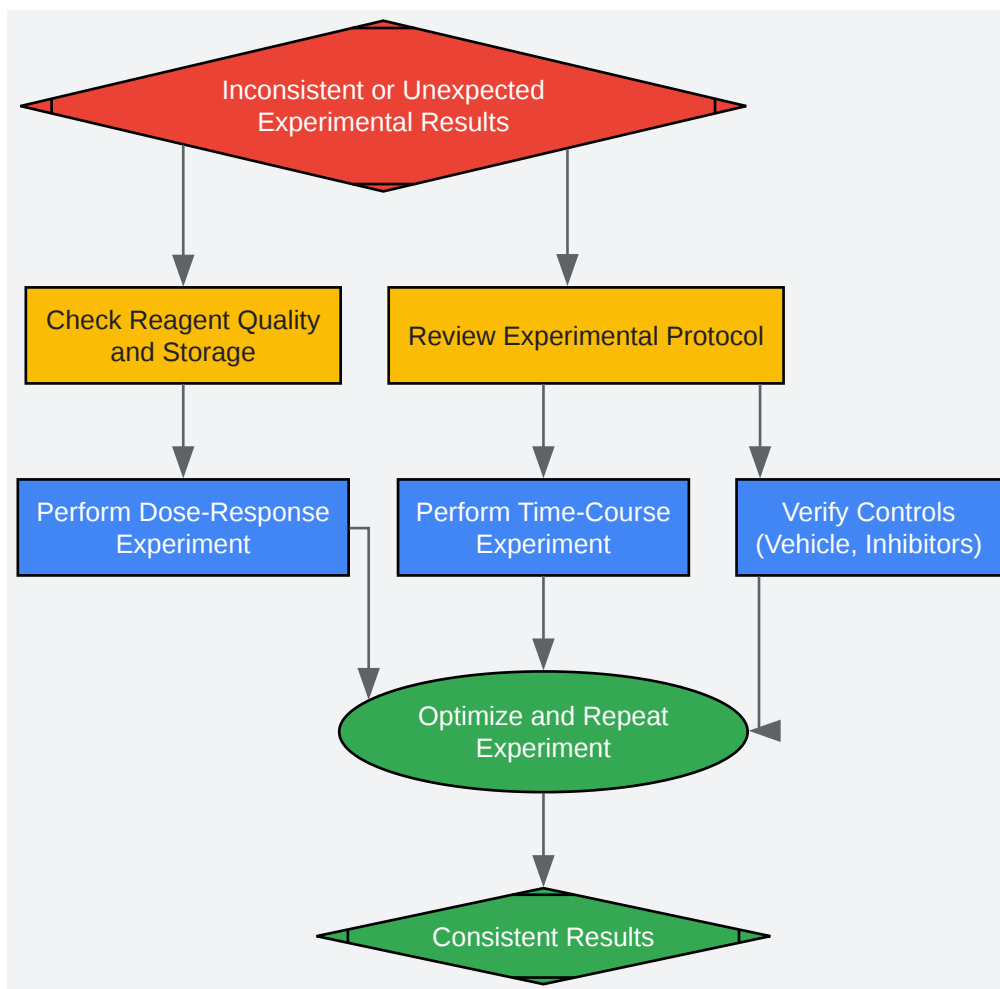 Inconsistent or Unexpected
Experimental Results
Check Reagent Quality
and Storage
Review Experimental Protocol
Perform Dose-Response
Experiment
Perform Time-Course
Experiment
Verify Controls
(Vehicle, Inhibitors)
Optimize and Repeat
Experiment
Consistent Results